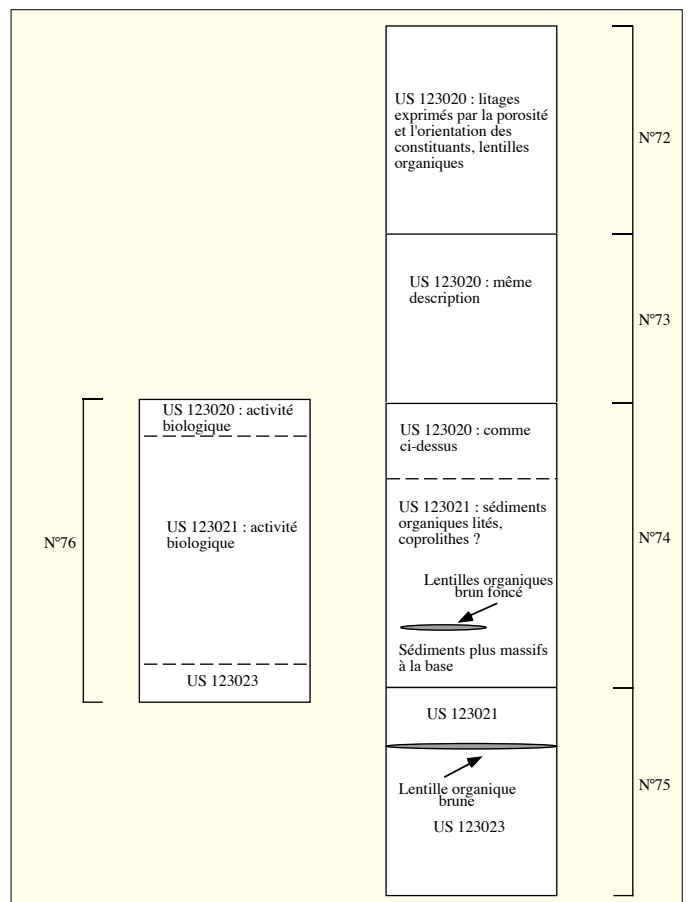 US 123020 : litages
exprimés par la porosité
et l'orientation des
constituants, lentilles
organiques
N°72
US 123020 : même
description
N°73
US 123020 : activité
biologique
US 123021 : activité
biologique
US 123023
N°76
US 123020 : comme
ci-dessus
US 123021 : sédiments
organiques lités,
coprolithes ?
Lentilles organiques
brun foncé
Sédiments plus massifs
à la base
N°74
US 123021
Lentille organique
brune
US 123023
N°75